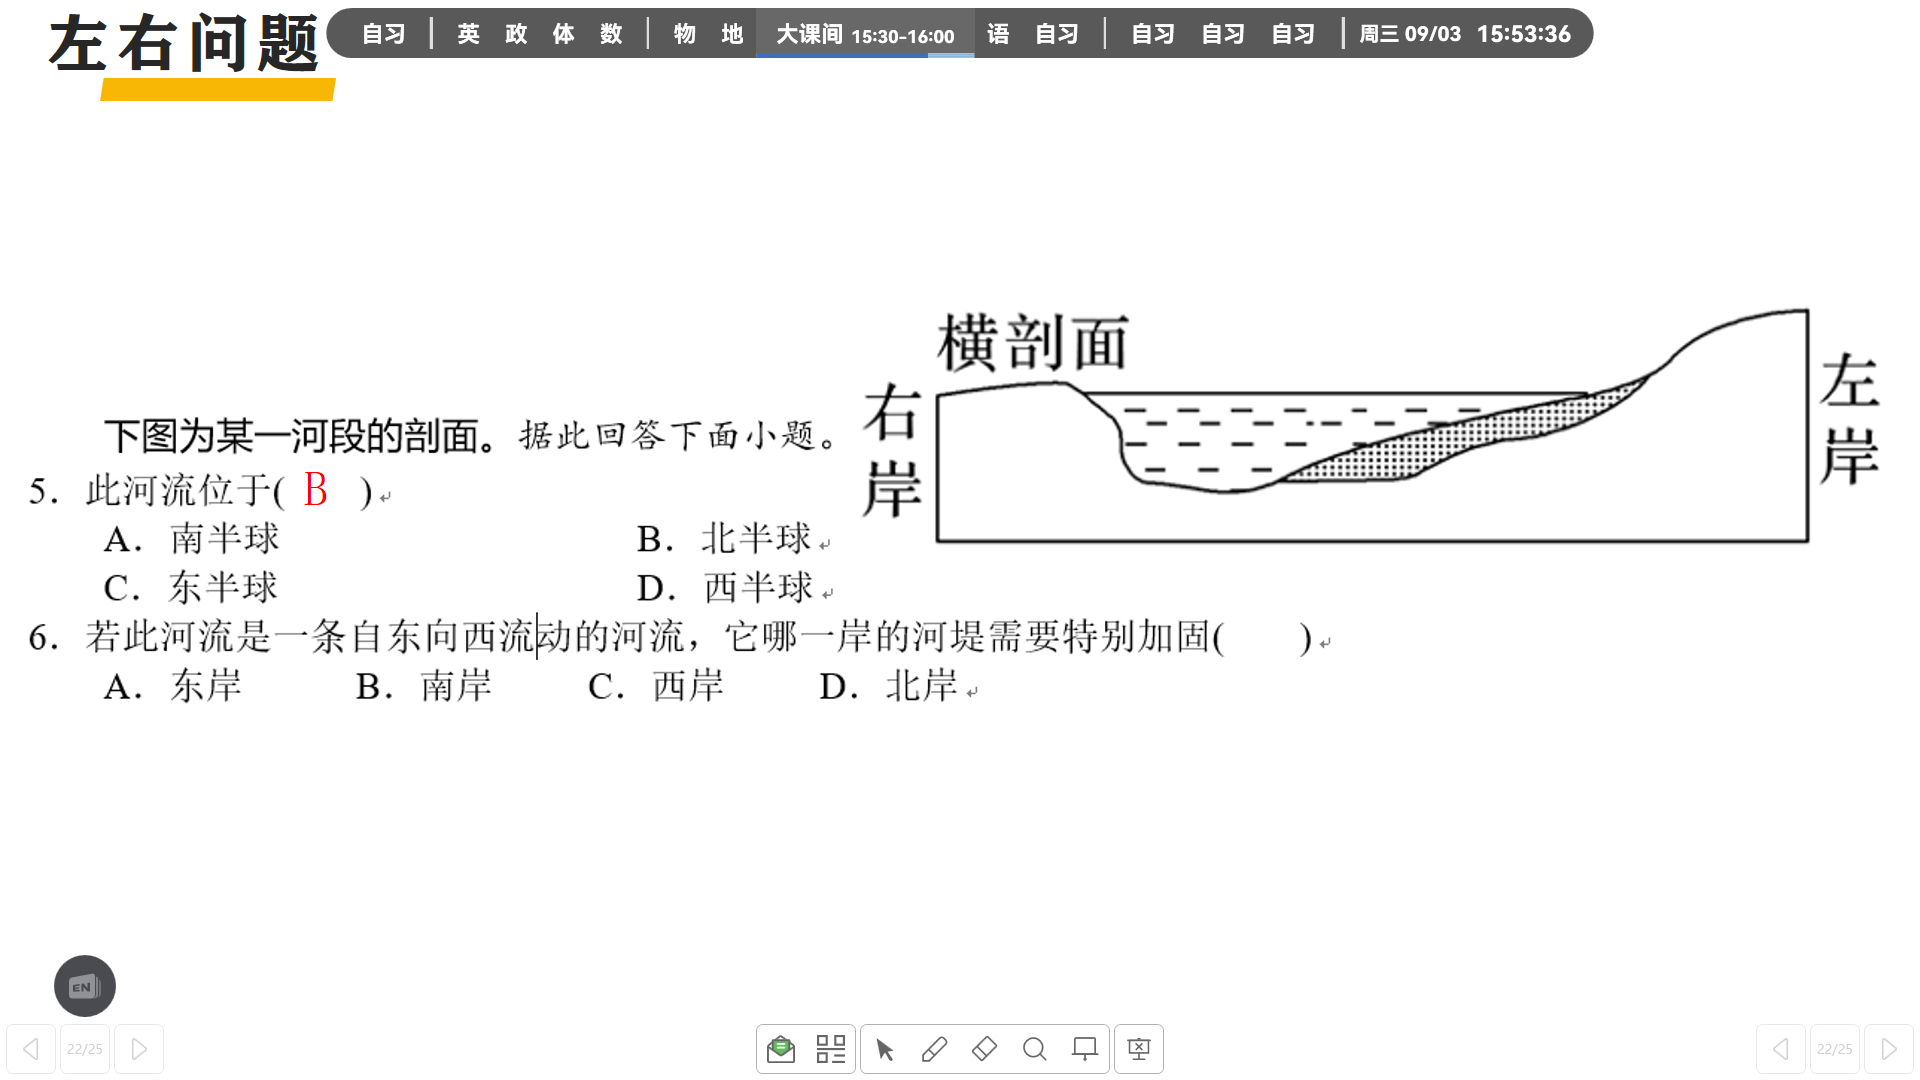 左右问题
自习 英 政 体 数 物 地 大课间 15:30-16:00 语 自习 自习 自习 自习 周三 09/03 15:53:36
横剖面
右岸
左岸
下图为某一河段的剖面。据此回答下面小题。
5. 此河流位于( B )
A. 南半球 B. 北半球
C. 东半球 D. 西半球
6. 若此河流是一条自东向西流动的河流，它哪一岸的河堤需要特别加固( )
A. 东岸 B. 南岸 C. 西岸 D. 北岸
EN
22/25
22/25